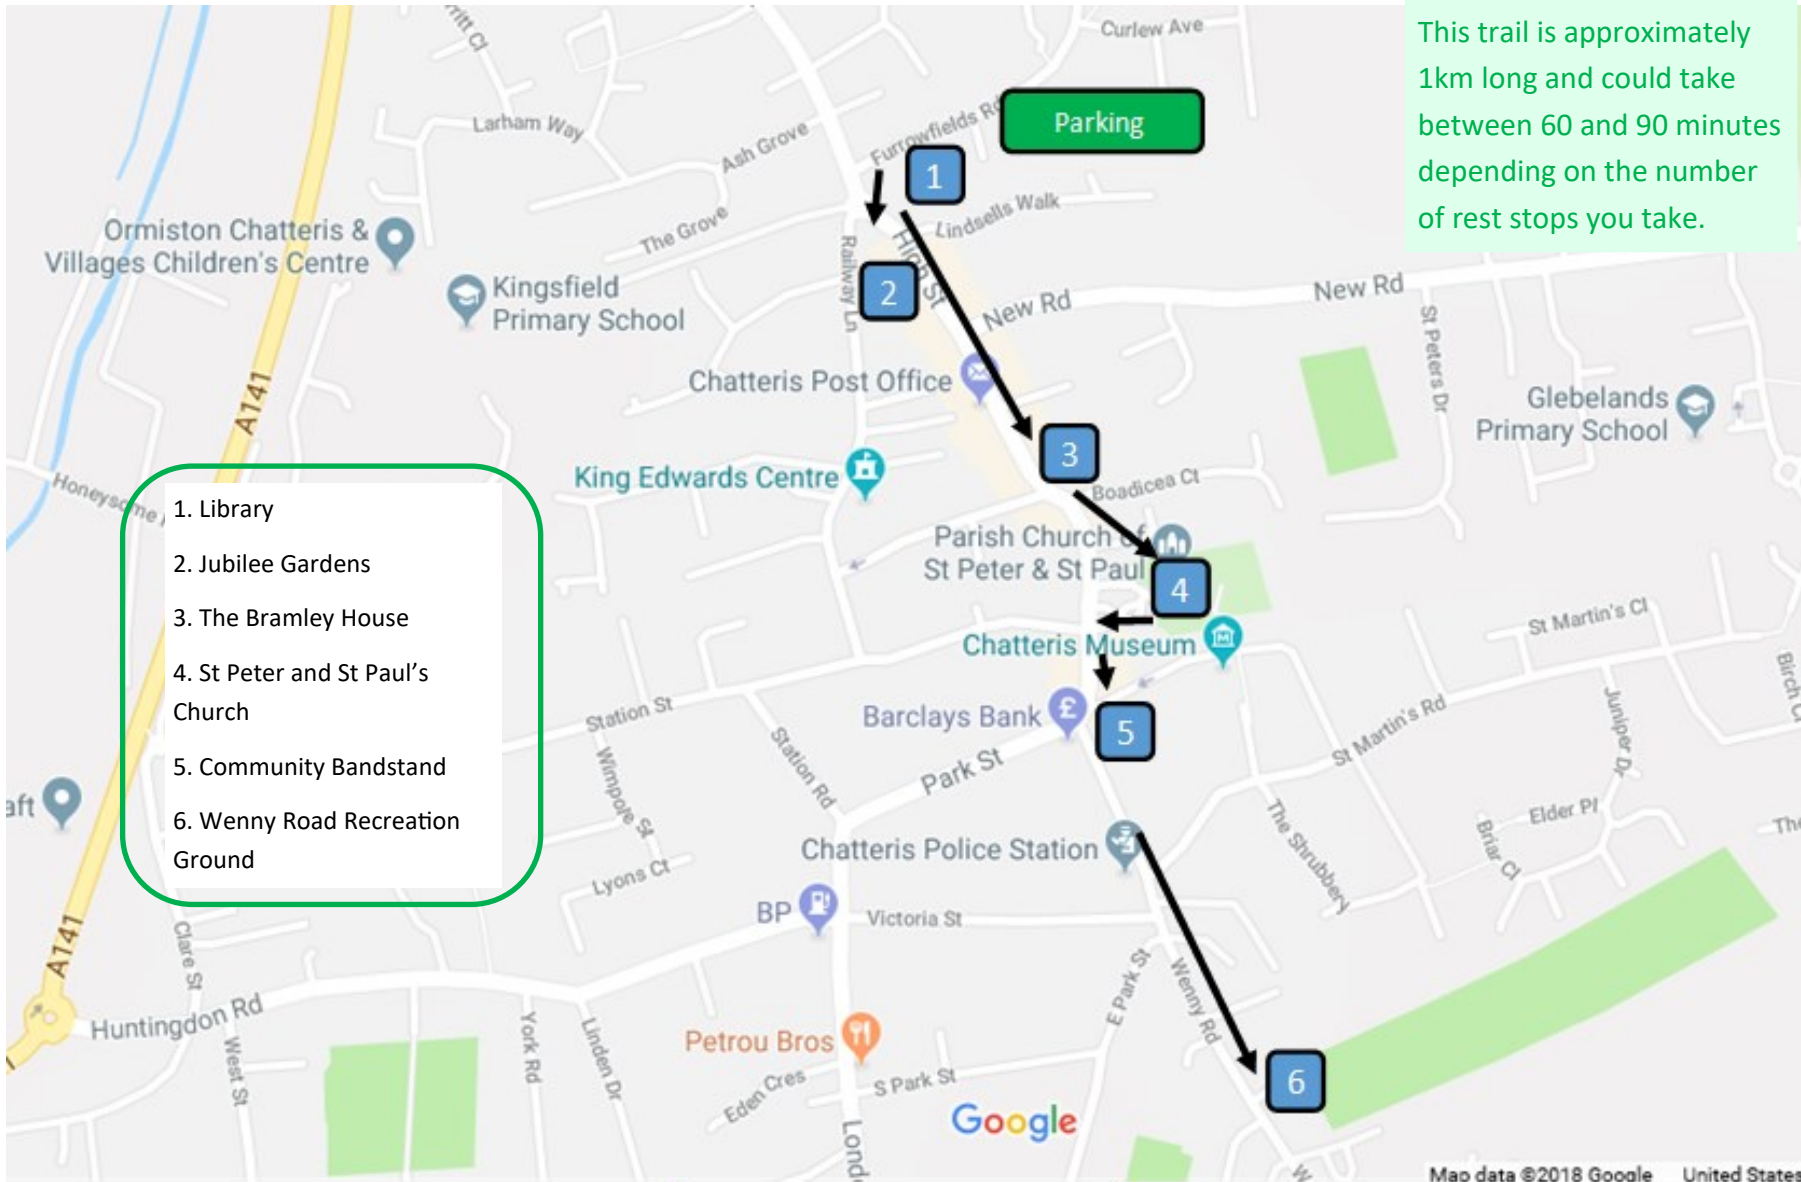 This trail is approximately
1km long and could take
between 60 and 90 minutes
depending on the number
of rest stops you take.
Curlew Ave
Parking
Larham Way
Ash Grove
Furrowfields Rd
1
Lindsells Walk
The Grove
Ormiston Chatteris &
Villages Children's Centre
Railway Ln
High St
2
Kingsfield
Primary School
New Rd
New Rd
St Peters Dr
Chatteris Post Office
A141
Glebelands
Primary School
3
King Edwards Centre
Boadicea Ct
Honeysome
1. Library
2. Jubilee Gardens
3. The Bramley House
4. St Peter and St Paul's
Church
5. Community Bandstand
6. Wenny Road Recreation
Ground
Parish Church of
St Peter & St Paul
4
St Martin's Cl
Chatteris Museum
Station St
Barclays Bank
5
St Martin's Rd
Juniper Dr
Birch
Station Rd
Park St
Wimpole St
aft
Chatteris Police Station
The Shrubbery
Elder Pl
Briar Cl
The
Lyons Ct
BP
Victoria St
A141
Clare St
E Park St
Wenny Rd
Huntingdon Rd
York Rd
Linden Dr
West St
Petrou Bros
Eden Cres
S Park St
6
Google
Lond
W
Map data ©2018 Google
United States